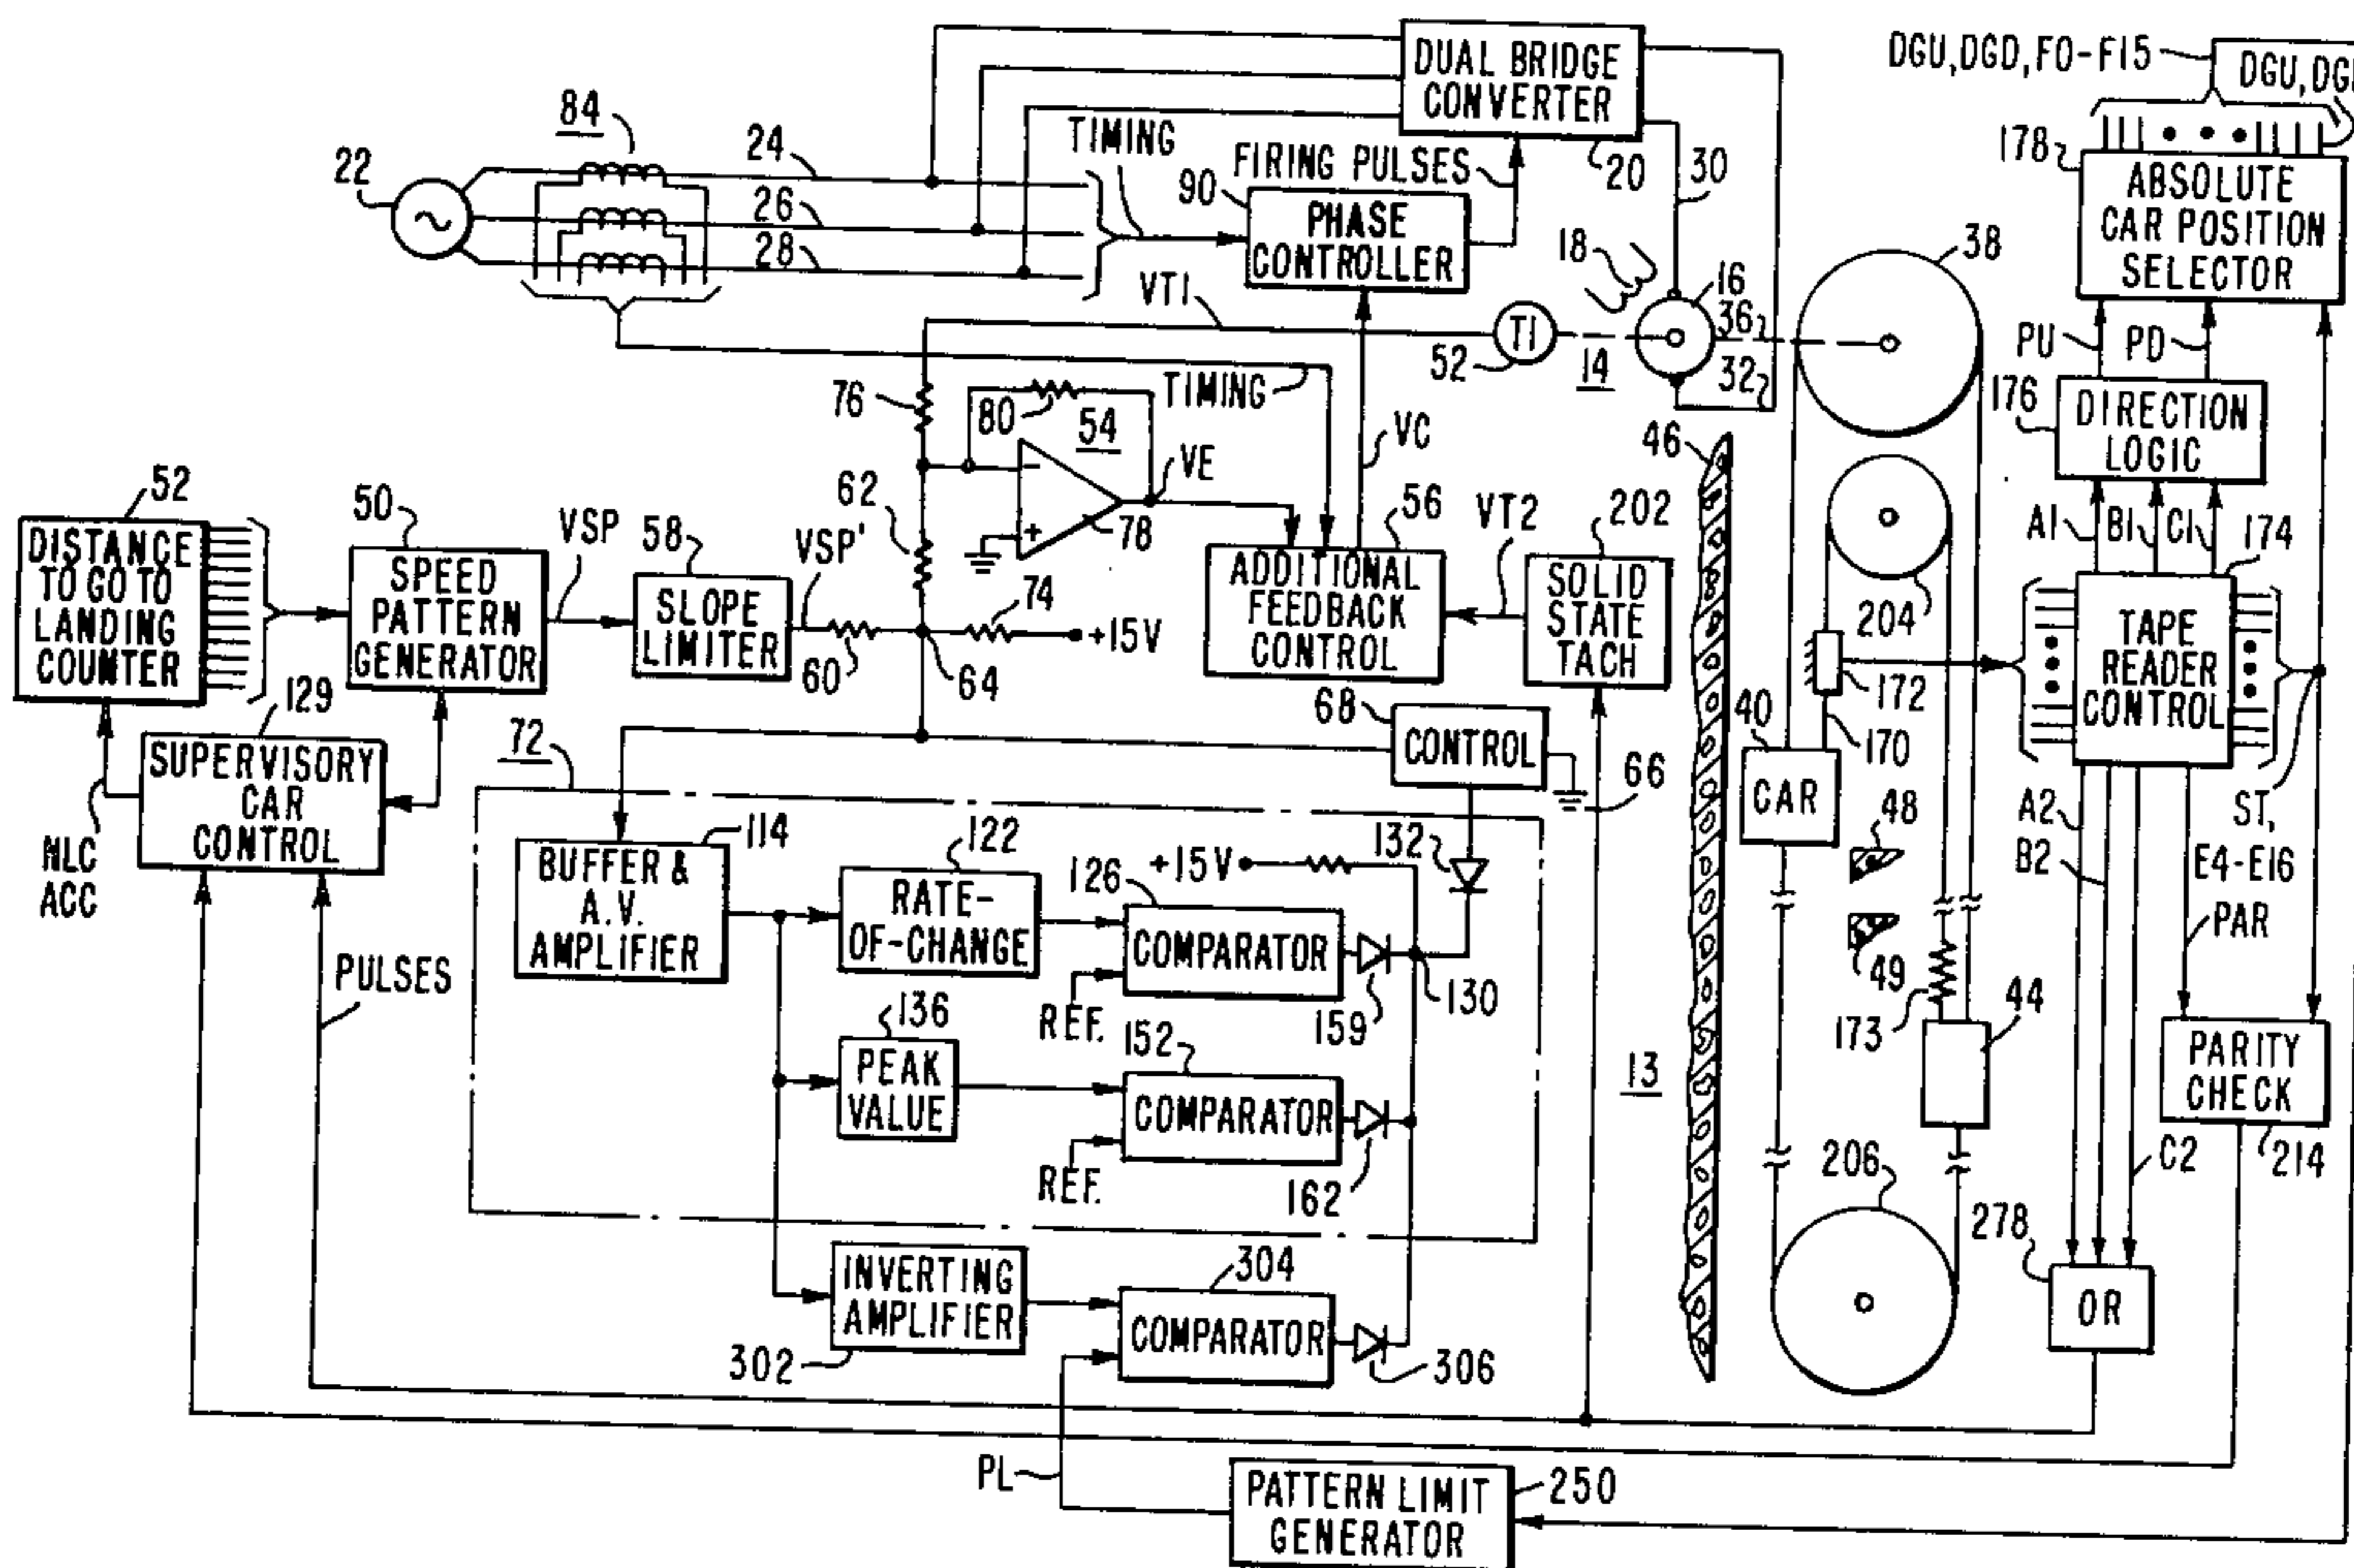 DUAL BRIDGE
CONVERTER
20
DGU, DGD, F0-F15
DGU, DG
178
ABSOLUTE
CAR POSITION
SELECTOR
84
22
24
26
28
TIMING
FIRING PULSES
90
PHASE
CONTROLLER
30
18
16
36
38
VT1
T1
52
14
32
PU
PD
176
DIRECTION
LOGIC
TIMING
76
80
54
VE
VC
46
A1
B1
C1
174
52
DISTANCE
TO GO TO
LANDING
COUNTER
50
SPEED
PATTERN
GENERATOR
VSP
58
SLOPE
LIMITER
VSP'
62
-
+
78
60
64
74
+15V
56
ADDITIONAL
FEEDBACK
CONTROL
VT2
202
SOLID
STATE
TACH
204
172
170
TAPE
READER
CONTROL
129
SUPERVISORY
CAR
CONTROL
NLC
ACC
72
68
CONTROL
66
40
CAR
48
49
A2
B2
ST,
E4-E16
PAR
114
BUFFER &
A.V.
AMPLIFIER
122
RATE-
OF-CHANGE
126
COMPARATOR
+15V
132
159
130
REF.
PULSES
136
PEAK
VALUE
152
COMPARATOR
REF.
162
13
173
44
PARITY
CHECK
214
C2
206
278
OR
INVERTING
AMPLIFIER
302
304
COMPARATOR
306
PL
PATTERN LIMIT
GENERATOR
250